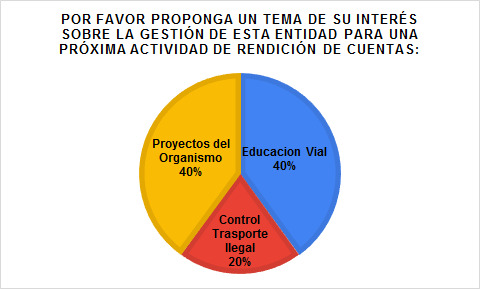 POR FAVOR PROPONGA UN TEMA DE SU INTERÉS
SOBRE LA GESTIÓN DE ESTA ENTIDAD PARA UNA
PRÓXIMA ACTIVIDAD DE RENDICIÓN DE CUENTAS:
Proyectos del
Organismo
40%
Educacion Vial
40%
Control
Trasporte
Ilegal
20%